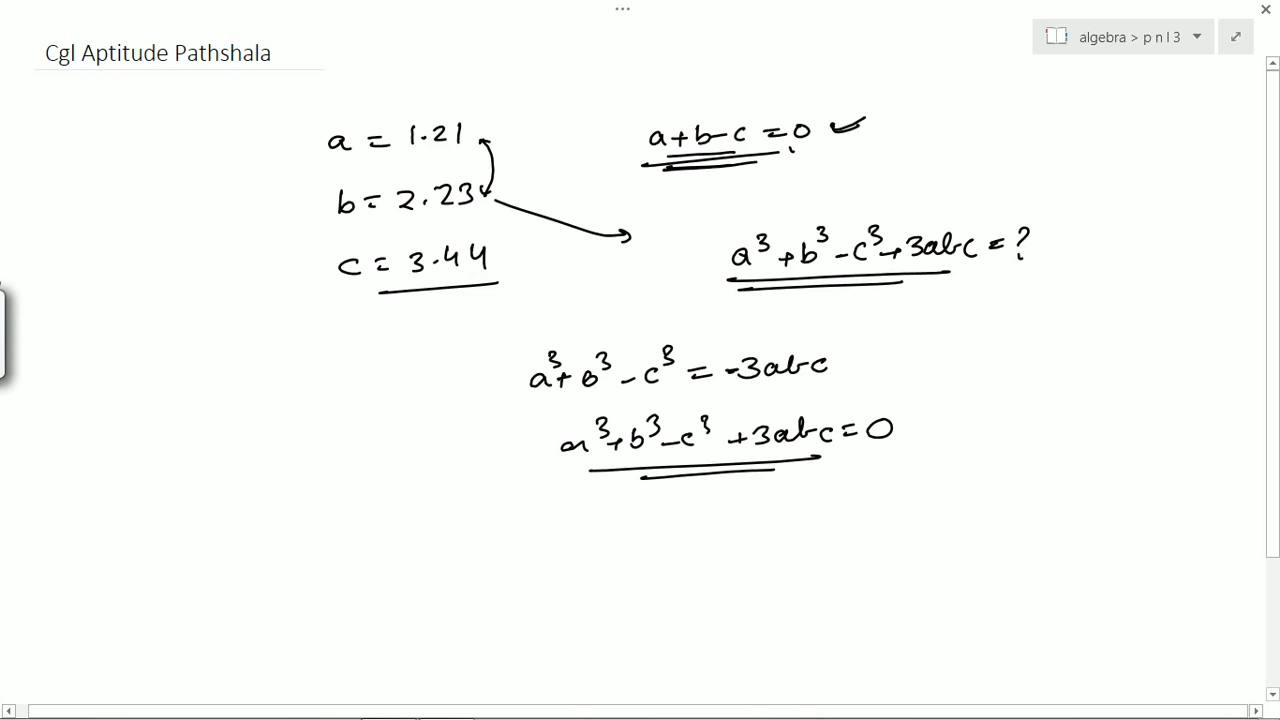 algebra > p n l 3
Cgl Aptitude Pathshala
a = 1.21
a+b-c = 0
b = 2.23
a³+b³-c³+3abc = ?
c = 3.44
a³+b³-c³ = -3abc
a³+b³-c³+3abc=0